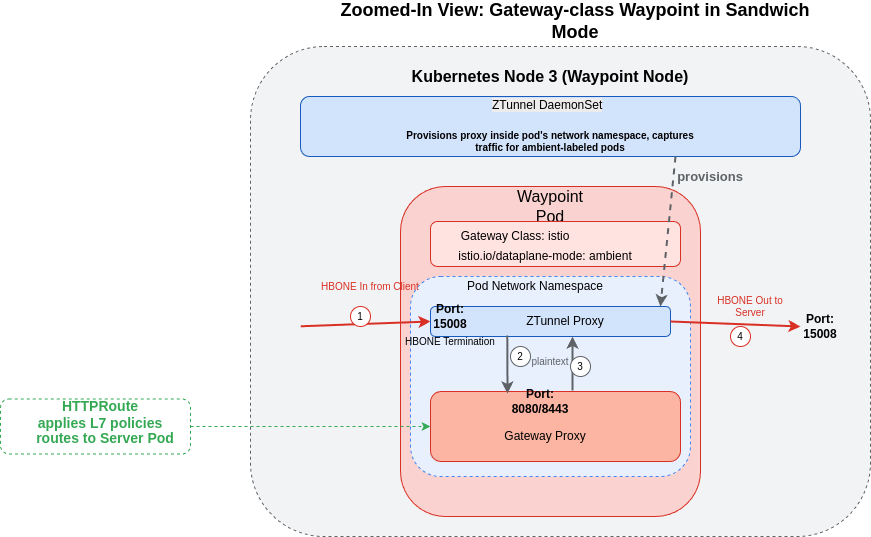 Zoomed-In View: Gateway-class Waypoint in Sandwich
Mode
Kubernetes Node 3 (Waypoint Node)
ZTunnel DaemonSet
Provisions proxy inside pod's network namespace, captures
traffic for ambient-labeled pods
provisions
Waypoint
Pod
Gateway Class: istio
istio.io/dataplane-mode: ambient
HBONE In from Client
Pod Network Namespace
HBONE Out to
Server
1
Port:
15008
ZTunnel Proxy
Port:
15008
4
HBONE Termination
2
plaintext
3
Port:
8080/8443
Gateway Proxy
HTTPRoute
applies L7 policies
routes to Server Pod